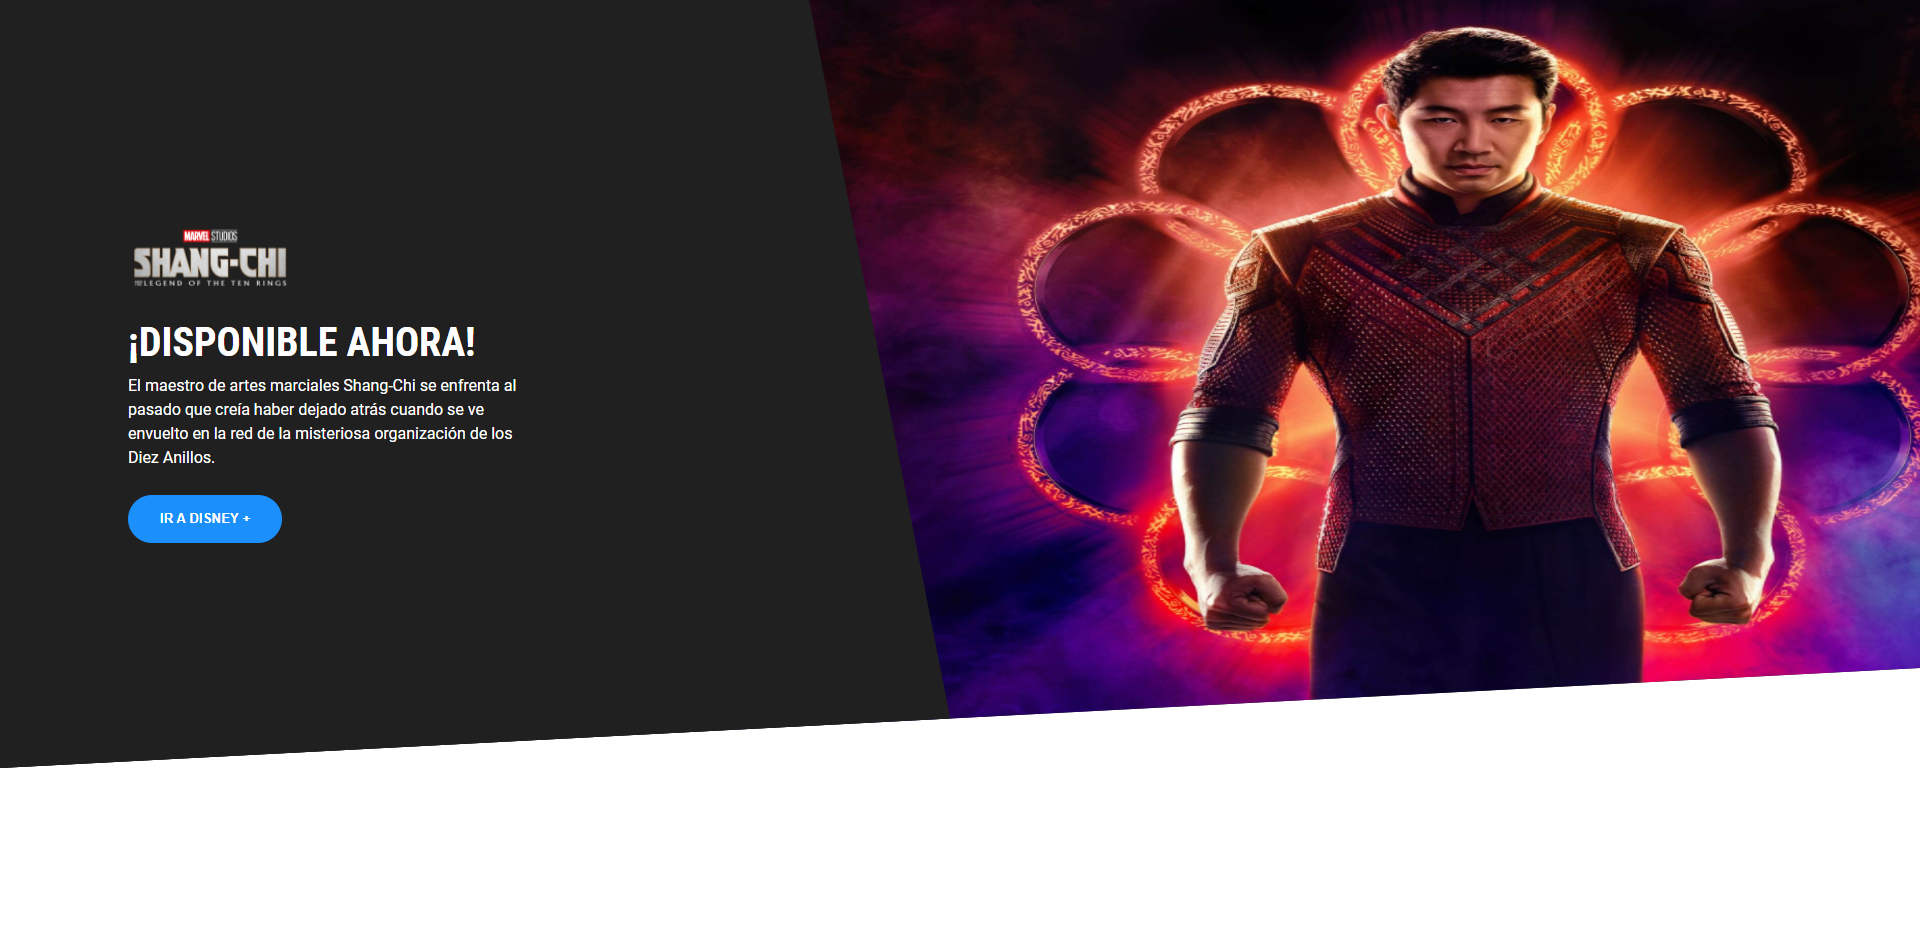 MARVEL STUDIOS
SHANG-CHI
LEGEND OF THE TEN RINGS
¡DISPONIBLE AHORA!
El maestro de artes marciales Shang-Chi se enfrenta al
pasado que creía haber dejado atrás cuando se ve
envuelto en la red de la misteriosa organización de los
Diez Anillos.
IR A DISNEY +